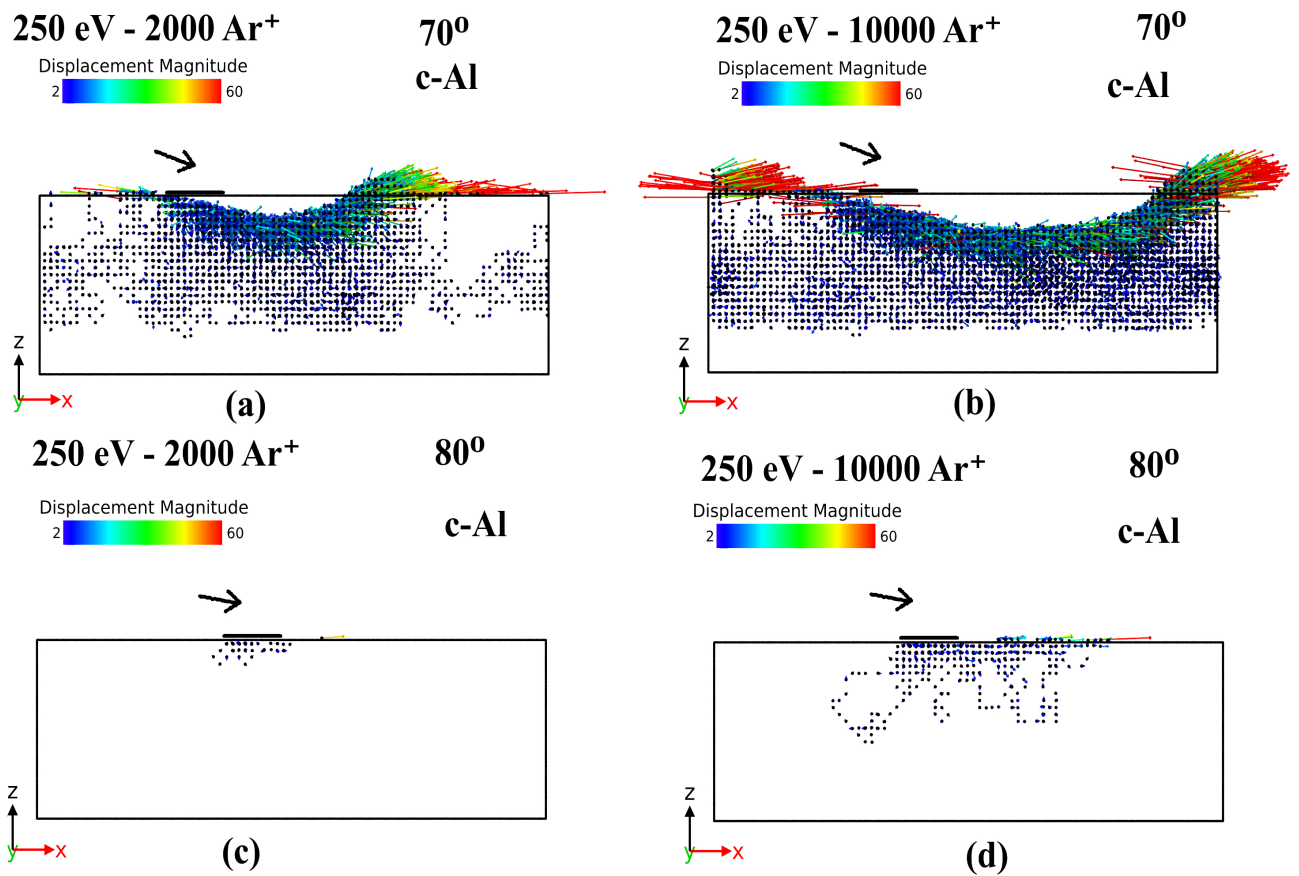 250 eV - 2000 Ar⁺ 70º
Displacement Magnitude
2 60
c-Al
z
y x
(a)
250 eV - 10000 Ar⁺ 70º
Displacement Magnitude
2 60
c-Al
z
y x
(b)
250 eV - 2000 Ar⁺ 80º
Displacement Magnitude
2 60
c-Al
z
y x
(c)
250 eV - 10000 Ar⁺ 80º
Displacement Magnitude
2 60
c-Al
z
y x
(d)